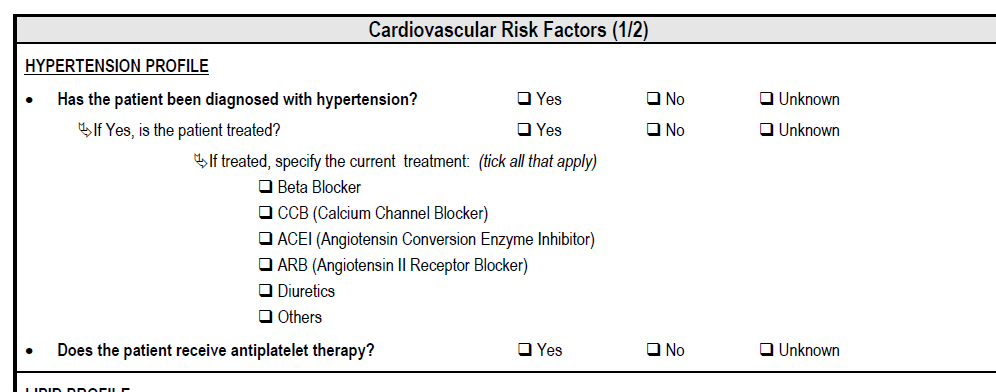 Cardiovascular Risk Factors (1/2)
HYPERTENSION PROFILE
• Has the patient been diagnosed with hypertension? ❑ Yes ❑ No ❑ Unknown
If Yes, is the patient treated? ❑ Yes ❑ No ❑ Unknown
If treated, specify the current treatment: (tick all that apply)
❑ Beta Blocker
❑ CCB (Calcium Channel Blocker)
❑ ACEI (Angiotensin Conversion Enzyme Inhibitor)
❑ ARB (Angiotensin II Receptor Blocker)
❑ Diuretics
❑ Others
• Does the patient receive antiplatelet therapy? ❑ Yes ❑ No ❑ Unknown
LIPID PROFILE